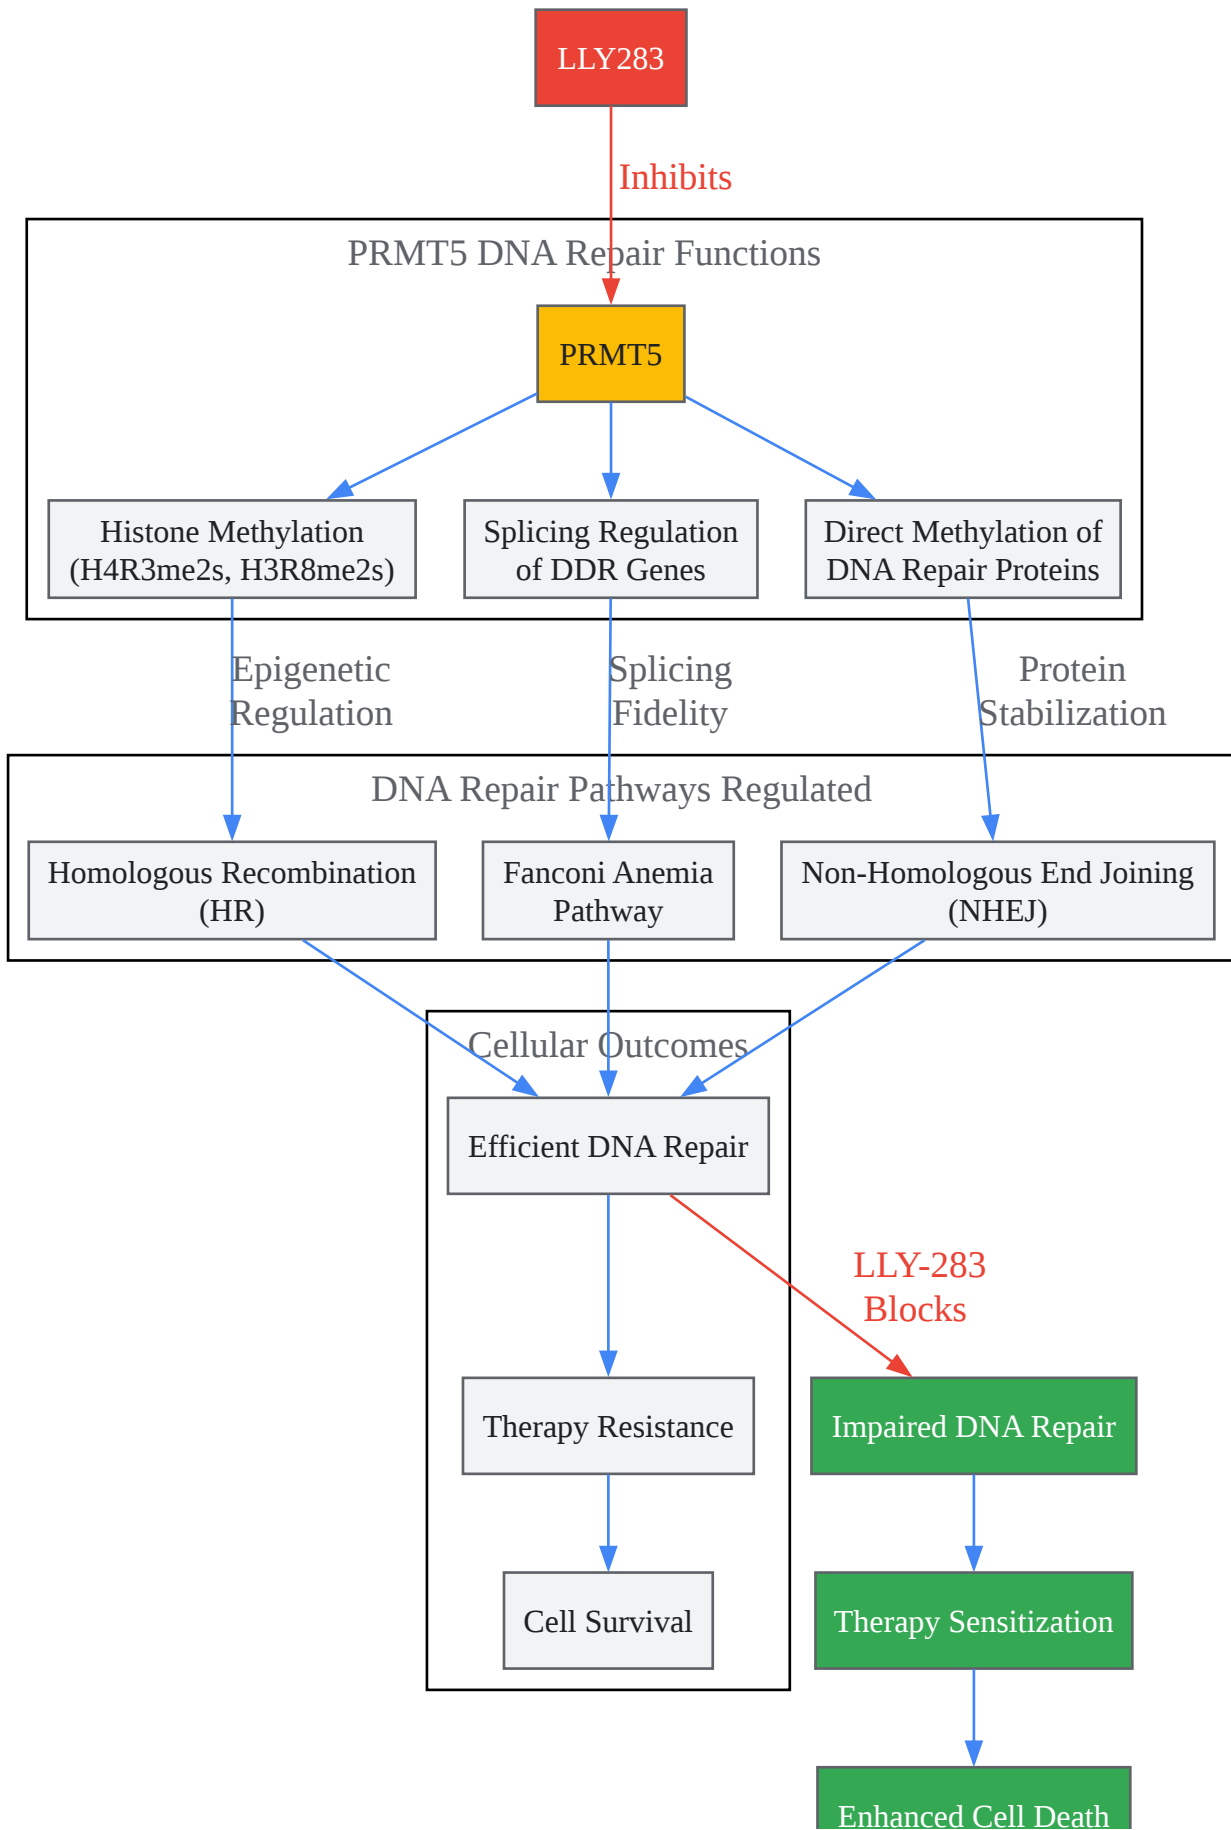 LLY283
Inhibits
PRMT5 DNA Repair Functions
PRMT5
Histone Methylation
(H4R3me2s, H3R8me2s)
Splicing Regulation
of DDR Genes
Direct Methylation of
DNA Repair Proteins
Epigenetic
Regulation
Splicing
Fidelity
Protein
Stabilization
DNA Repair Pathways Regulated
Homologous Recombination
(HR)
Fanconi Anemia
Pathway
Non-Homologous End Joining
(NHEJ)
Cellular Outcomes
Efficient DNA Repair
LLY-283
Blocks
Therapy Resistance
Impaired DNA Repair
Cell Survival
Therapy Sensitization
Enhanced Cell Death